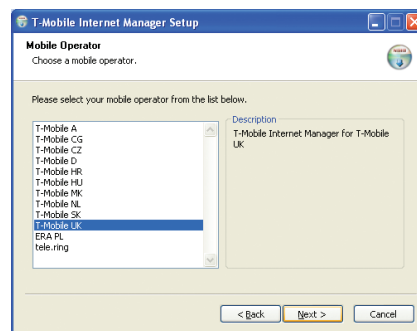 T-Mobile Internet Manager Setup
Mobile Operator
Choose a mobile operator.
Please select your mobile operator from the list below.
T-Mobile A
T-Mobile CG
T-Mobile CZ
T-Mobile D
T-Mobile HR
T-Mobile HU
T-Mobile MK
T-Mobile NL
T-Mobile SK
T-Mobile UK
ERA PL
tele.ring
Description
T-Mobile Internet Manager for T-Mobile
UK
< Back
Next >
Cancel